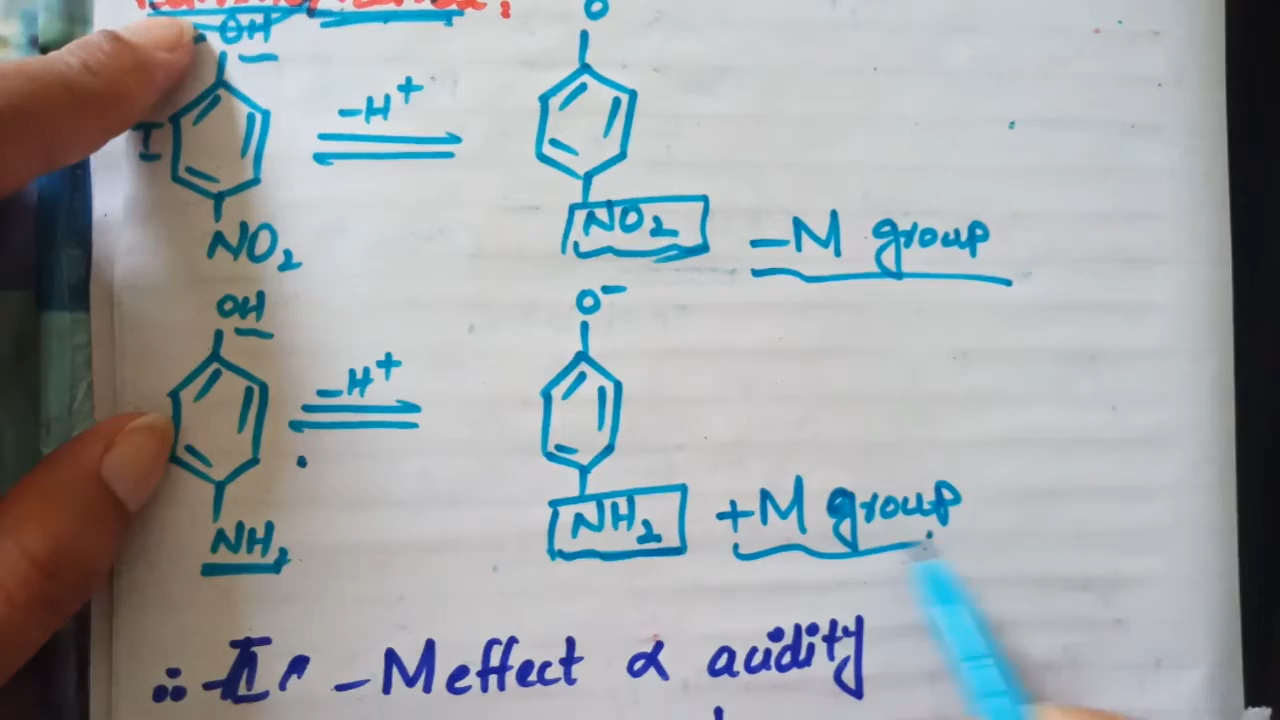 OH
O
I
-H⁺
NO₂
NO₂
-M group
OH
O⁻
-H⁺
NH₂
NH₂
+M group
∴ -I, -M effect ∝ acidity